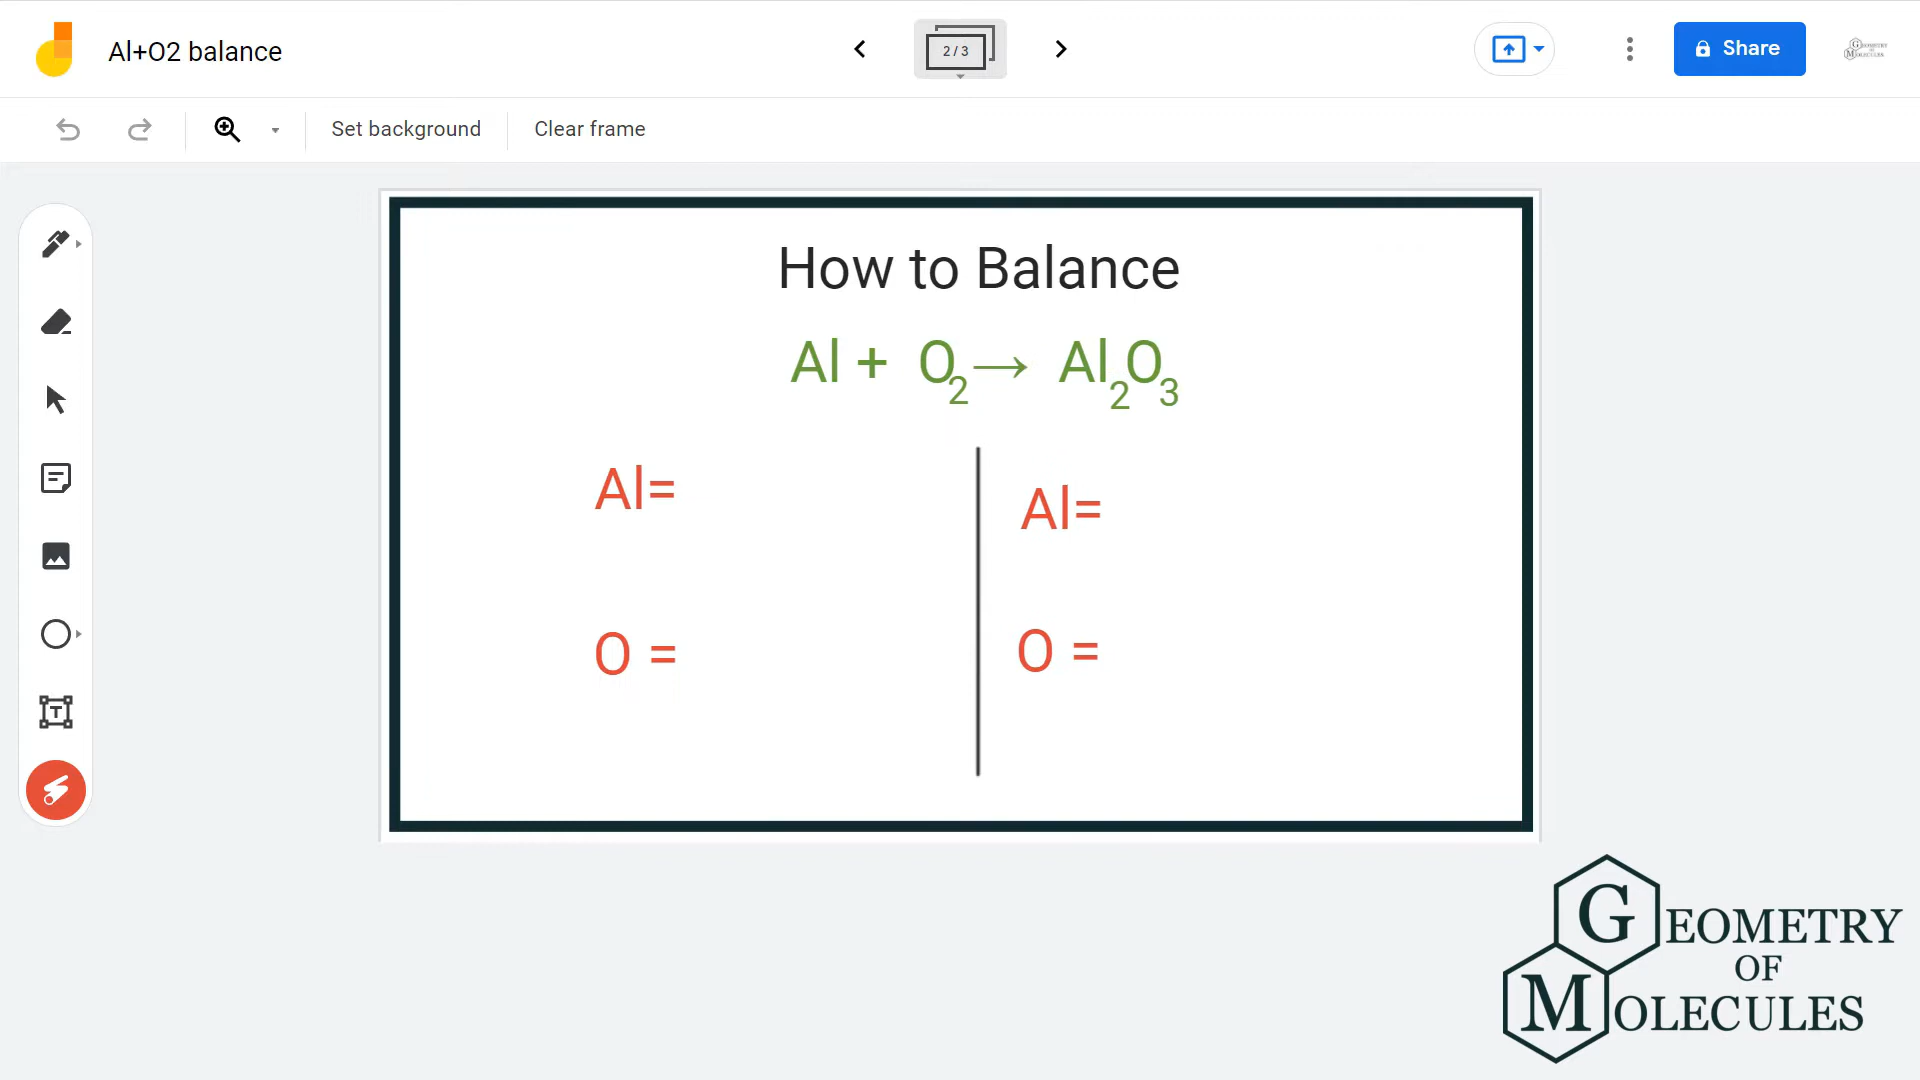 Al+O2 balance
2 / 3
Share
Set background
Clear frame
How to Balance
Al + O₂ → Al₂O₃
Al=
Al=
O =
O =
GEOMETRY
OF
MOLECULES